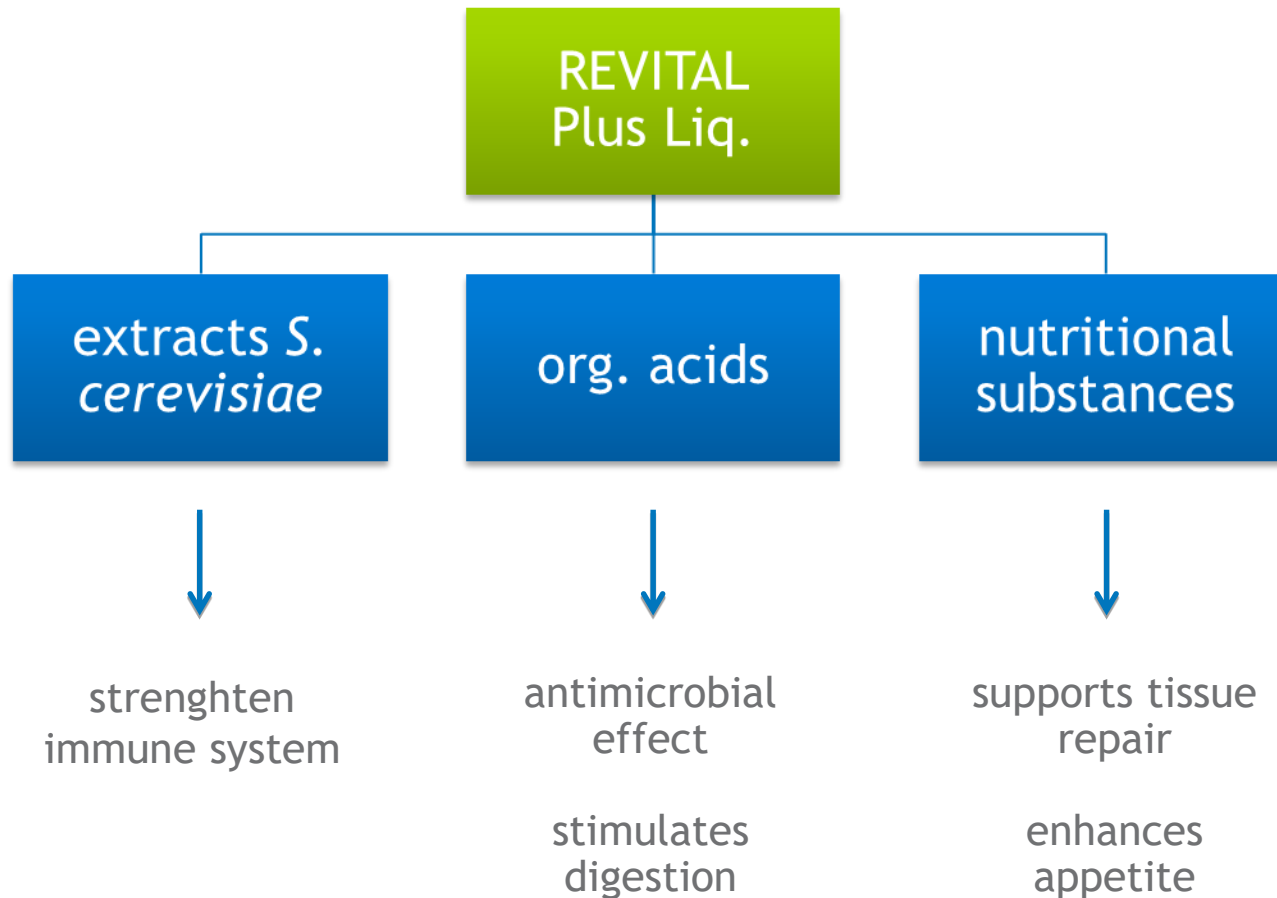 REVITAL
Plus Liq.
extracts S.
cerevisiae
org. acids
nutritional
substances
strenghten
immune system
antimicrobial
effect
supports tissue
repair
stimulates
digestion
enhances
appetite